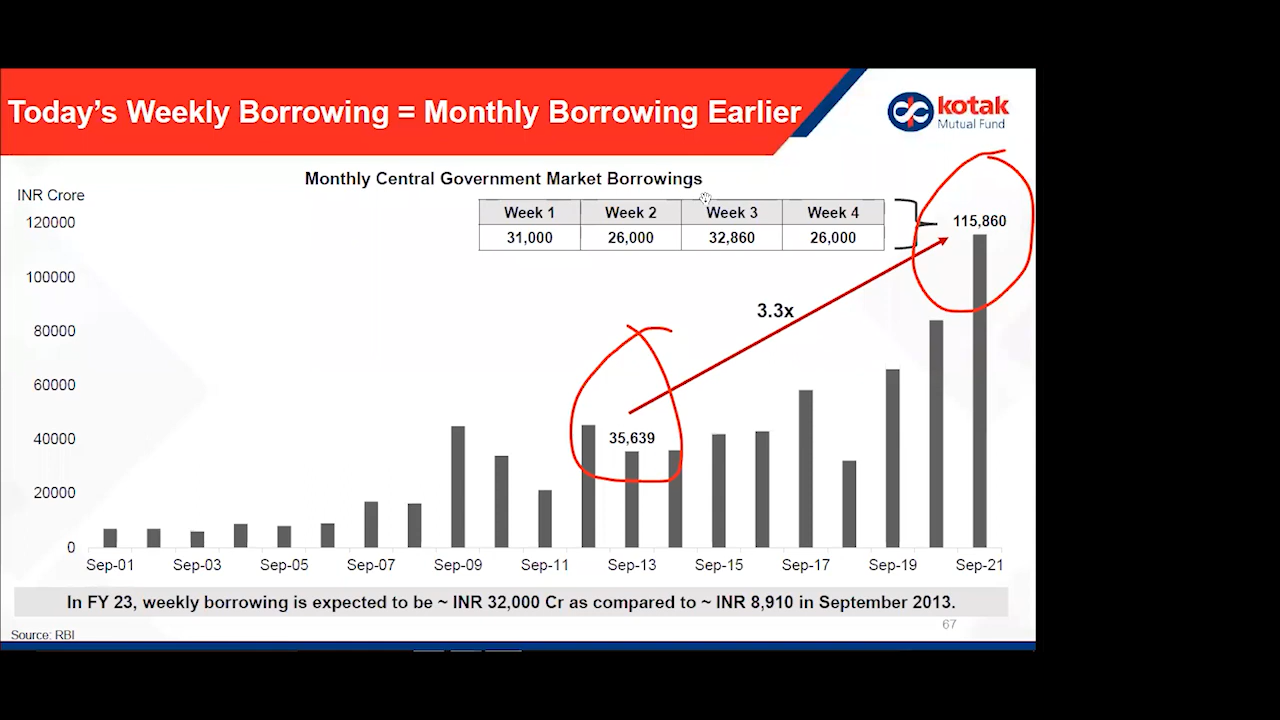 Today's Weekly Borrowing = Monthly Borrowing Earlier
kotak
Mutual Fund
Monthly Central Government Market Borrowings
INR Crore
Week 1 Week 2 Week 3 Week 4
31,000 26,000 32,860 26,000
115,860
120000
100000
3.3x
80000
60000
35,639
40000
20000
0
Sep-01 Sep-03 Sep-05 Sep-07 Sep-09 Sep-11 Sep-13 Sep-15 Sep-17 Sep-19 Sep-21
In FY 23, weekly borrowing is expected to be ~ INR 32,000 Cr as compared to ~ INR 8,910 in September 2013.
67
Source: RBI